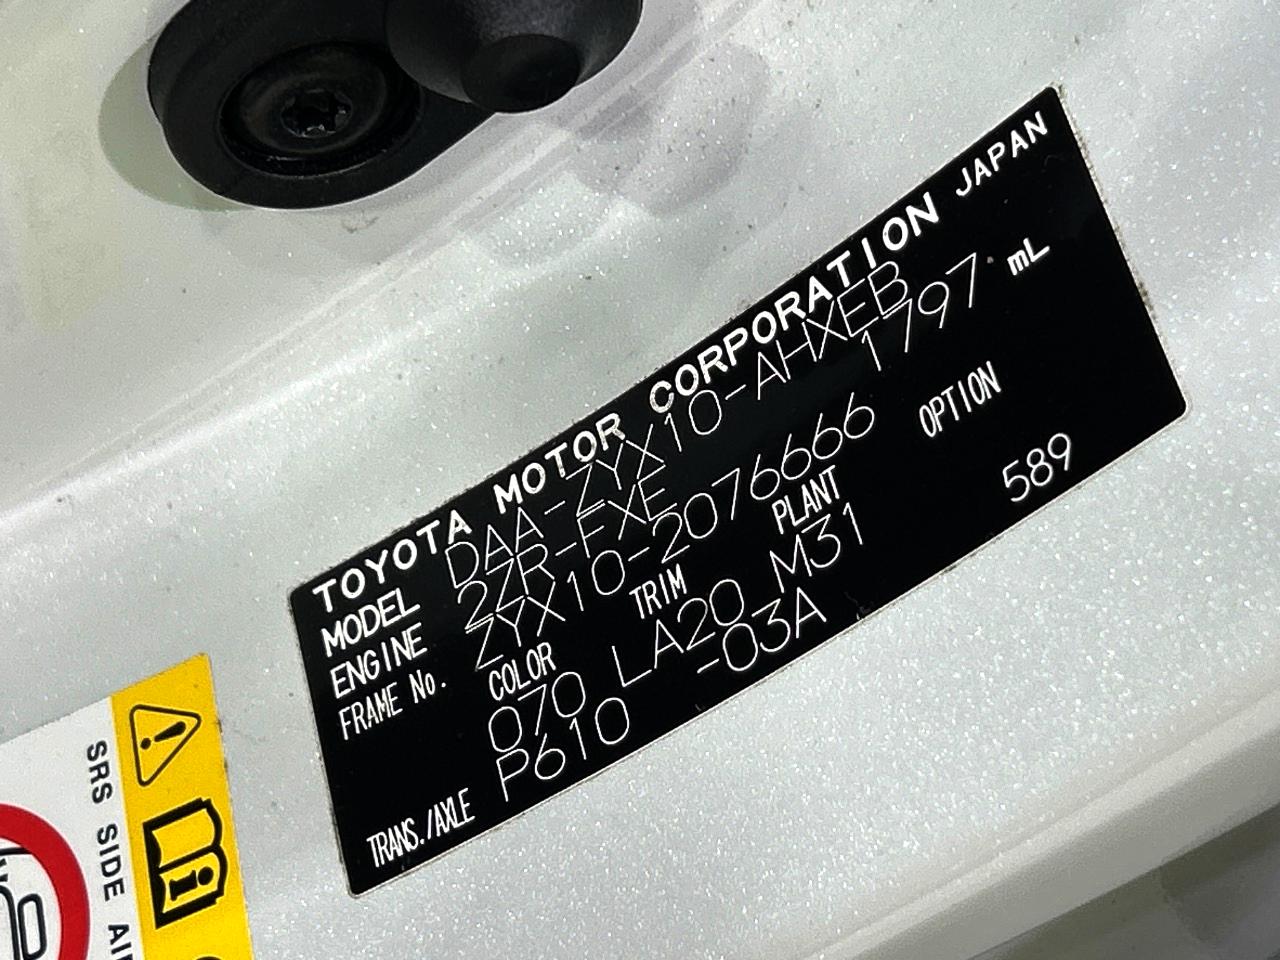 TOYOTA MOTOR CORPORATION JAPAN
MODEL DAA-ZYX10-AHXEB
ENGINE 2ZR-FXE 1797 mL
FRAME No. ZYX10-2076666
COLOR TRIM PLANT OPTION
070 LA20 M31 589
TRANS./AXLE P610 -03A
SRS SIDE